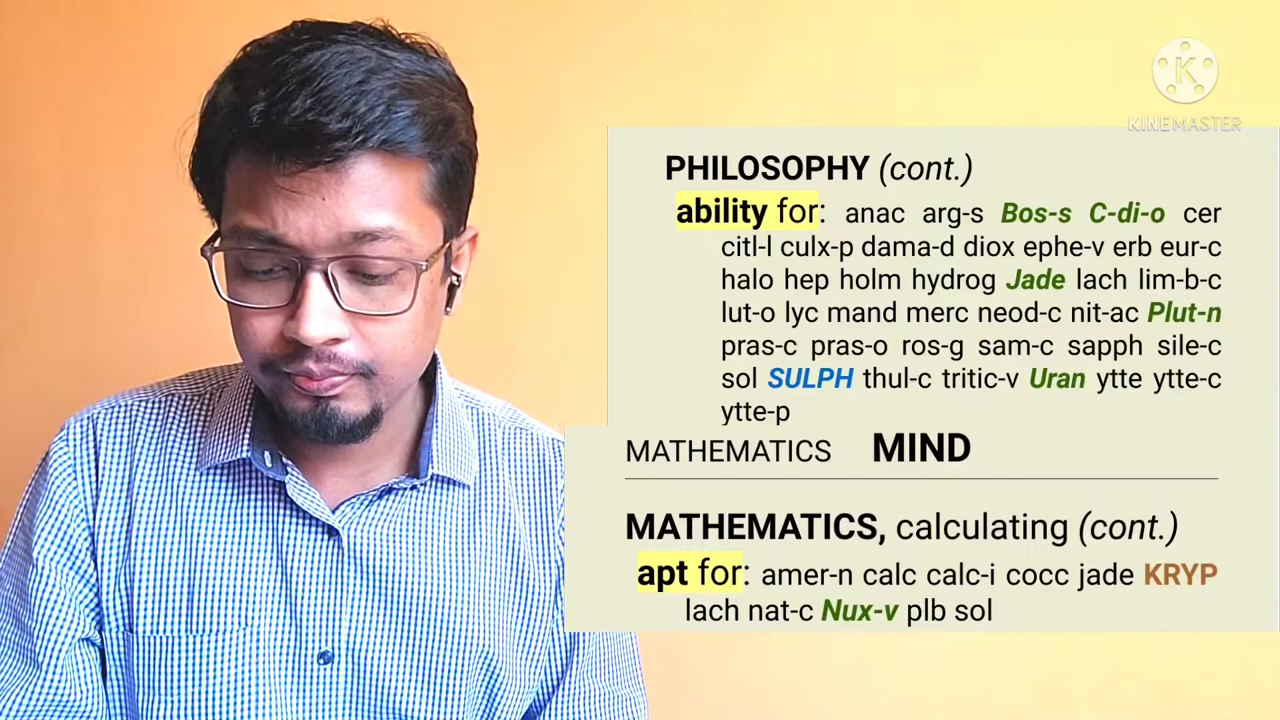 K
KINEMASTER
PHILOSOPHY (cont.)
ability for: anac arg-s Bos-s C-di-o cer
citl-l culx-p dama-d diox ephe-v erb eur-c
halo hep holm hydrog Jade lach lim-b-c
lut-o lyc mand merc neod-c nit-ac Plut-n
pras-c pras-o ros-g sam-c sapph sile-c
sol SULPH thul-c tritic-v Uran ytte ytte-c
ytte-p
MATHEMATICS MIND
MATHEMATICS, calculating (cont.)
apt for: amer-n calc calc-i cocc jade KRYP
lach nat-c Nux-v plb sol